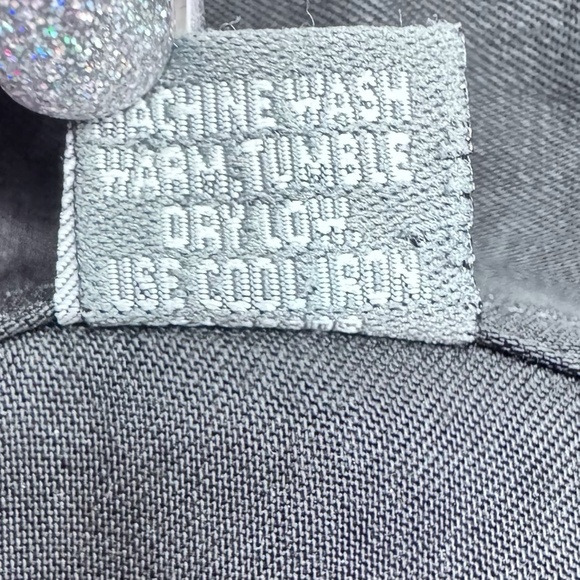 MACHINE WASH
WARM. TUMBLE
DRY LOW.
USE COOL IRON